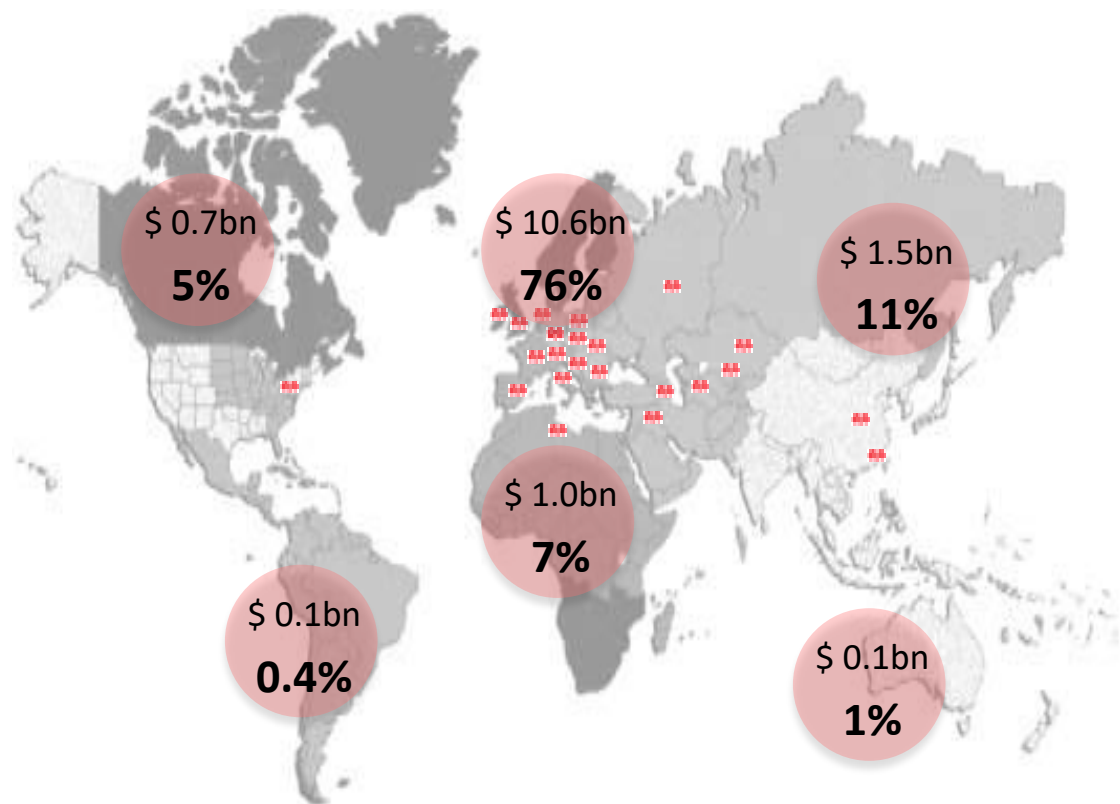 $ 0.7bn
5%
$ 10.6bn
76%
$ 1.5bn
11%
$ 1.0bn
7%
$ 0.1bn
0.4%
$ 0.1bn
1%